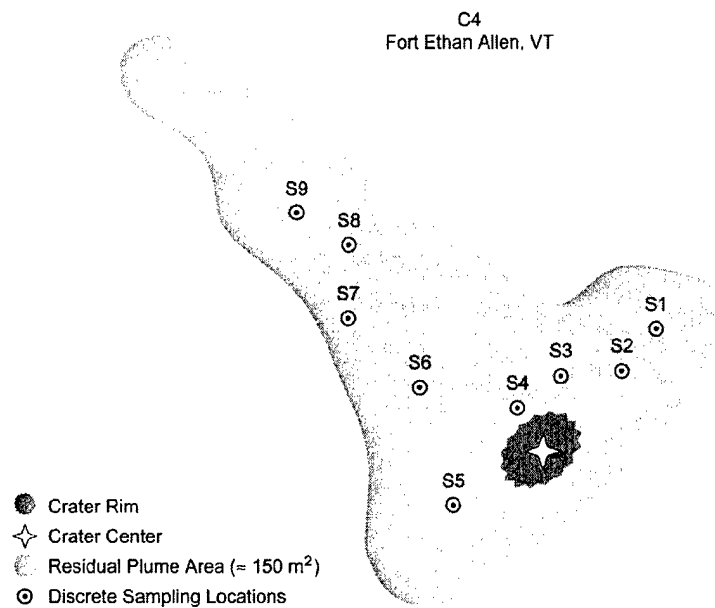 C4
Fort Ethan Allen, VT
S9
S8
S7
S1
S6
S3
S2
S4
S5
Crater Rim
Crater Center
Residual Plume Area (≈ 150 m²)
Discrete Sampling Locations